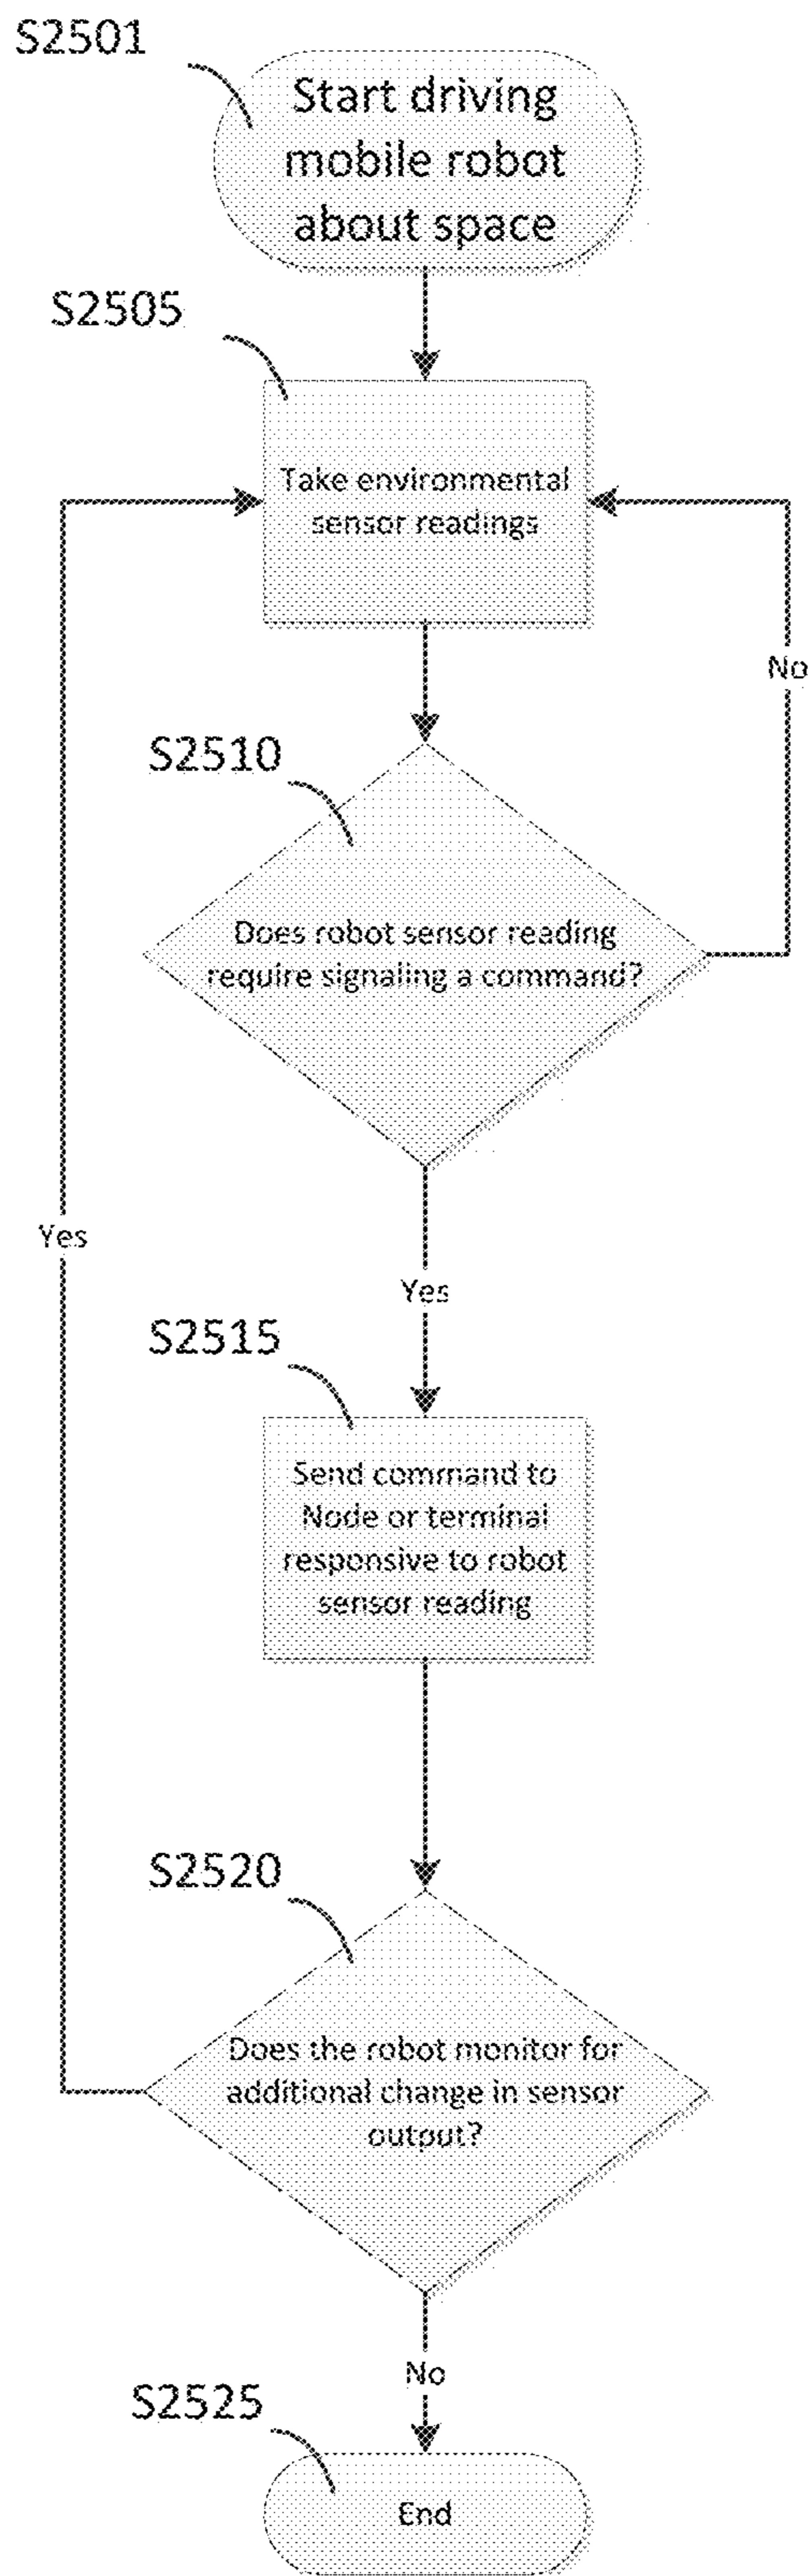 S2501
Start driving
mobile robot
about space
S2505
Take environmental
sensor readings
No
S2510
Does robot sensor reading
require signaling a command?
Yes
Yes
S2515
Send command to
Node or terminal
responsive to robot
sensor reading
S2520
Does the robot monitor for
additional change in sensor
output?
No
S2525
End